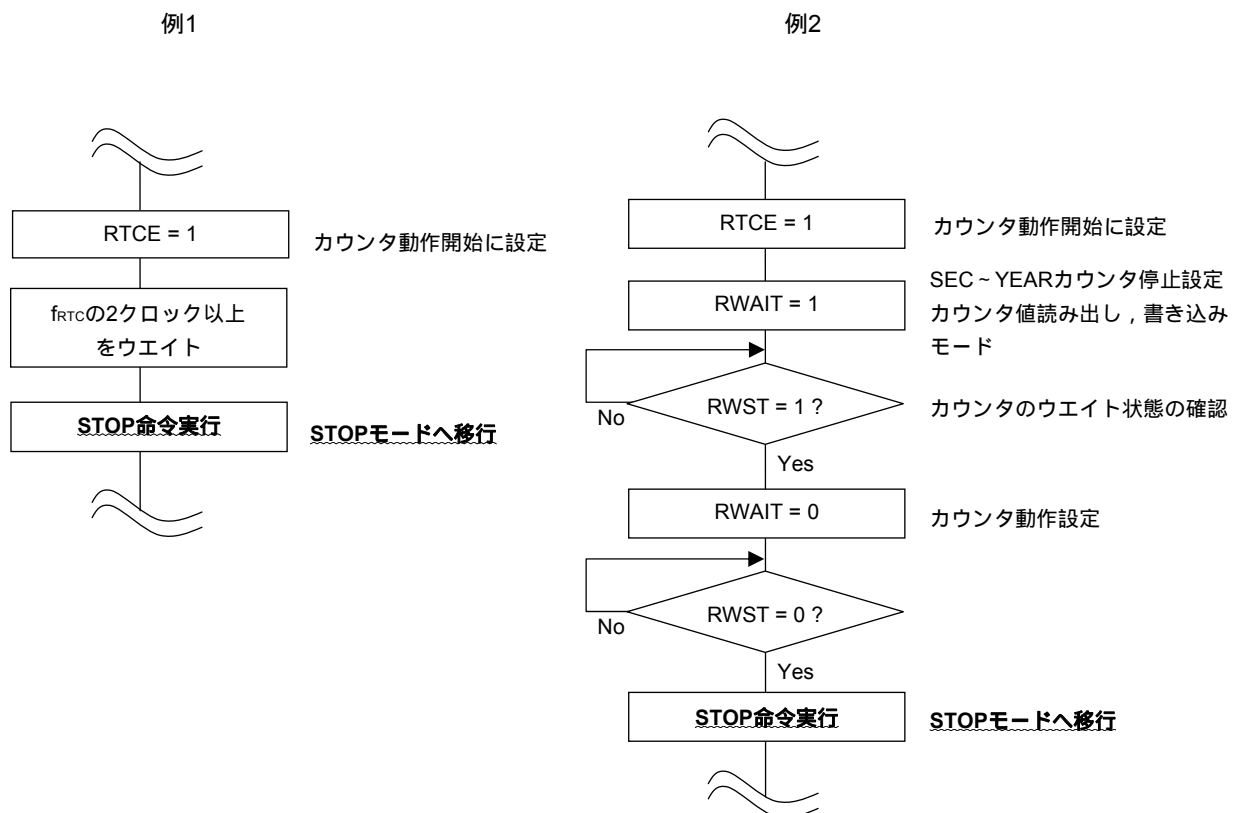 例1
RTCE = 1
カウンタ動作開始に設定
fRTCの2クロック以上
をウエイト
STOP命令実行
STOPモードへ移行
例2
RTCE = 1
カウンタ動作開始に設定
RWAIT = 1
SEC～YEARカウンタ停止設定
カウンタ値読み出し，書き込み
モード
RWST = 1 ?
カウンタのウエイト状態の確認
No
Yes
RWAIT = 0
カウンタ動作設定
RWST = 0 ?
No
Yes
STOP命令実行
STOPモードへ移行